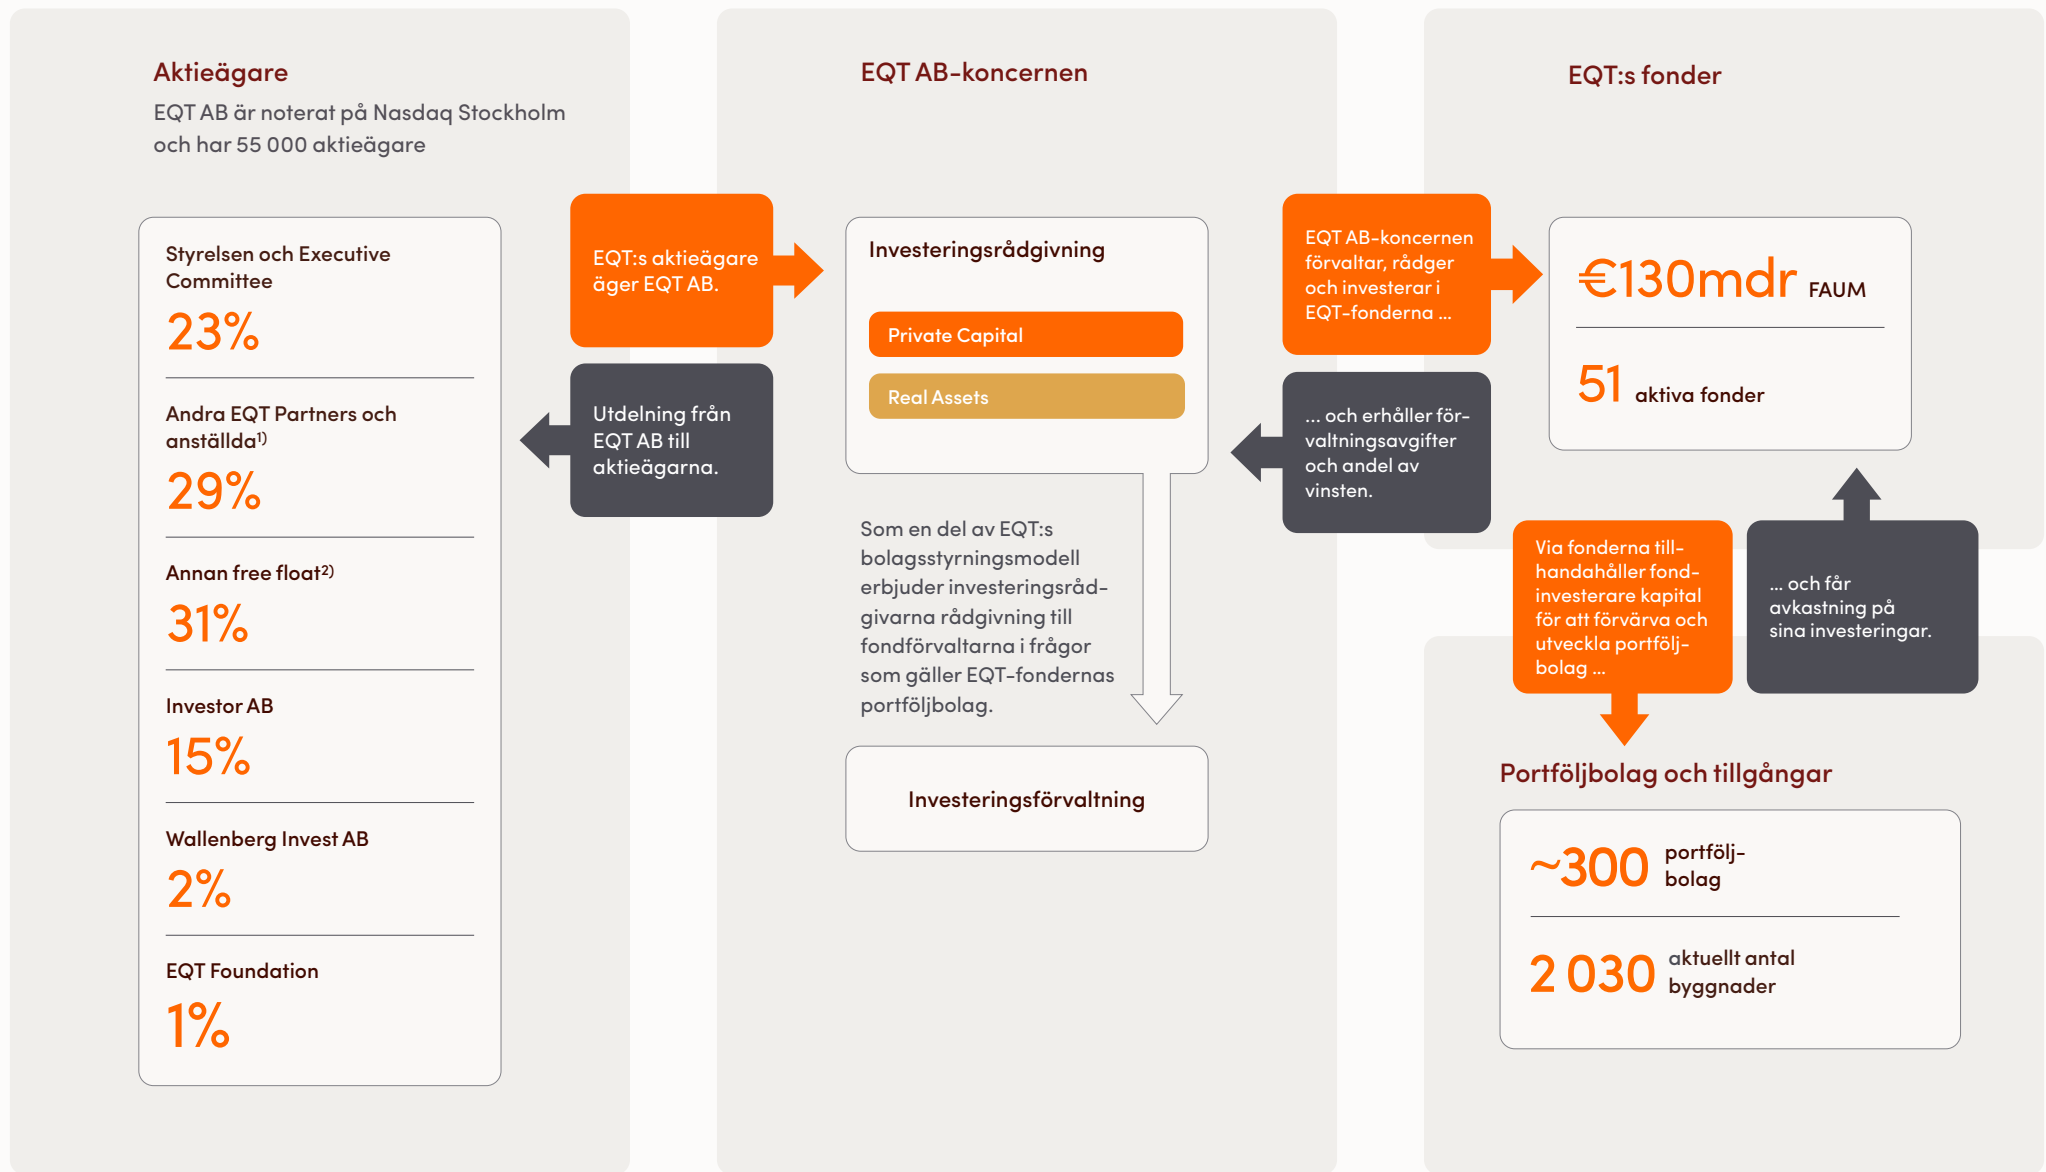 Aktieägare
EQT AB är noterat på Nasdaq Stockholm
och har 55 000 aktieägare
Styrelsen och Executive
Committee
23%
Andra EQT Partners och
anställda1)
29%
Annan free float2)
31%
Investor AB
15%
Wallenberg Invest AB
2%
EQT Foundation
1%
EQT:s aktieägare
äger EQT AB.
Utdelning från
EQT AB till
aktieägarna.
EQT AB-koncernen
Investeringsrådgivning
Private Capital
Real Assets
Som en del av EQT:s
bolagsstyrningsmodell
erbjuder investeringsråd-
givarna rådgivning till
fondförvaltarna i frågor
som gäller EQT-fondernas
portföljbolag.
Investeringsförvaltning
EQT AB-koncernen
förvaltar, rådger
och investerar i
EQT-fonderna ...
... och erhåller för-
valtningsavgifter
och andel av
vinsten.
EQT:s fonder
€130mdr FAUM
51 aktiva fonder
Via fonderna till-
handahåller fond-
investerare kapital
för att förvärva och
utveckla portfölj-
bolag ...
... och får
avkastning på
sina investeringar.
Portföljbolag och tillgångar
~300 portfölj-
bolag
2 030 aktuellt antal
byggnader